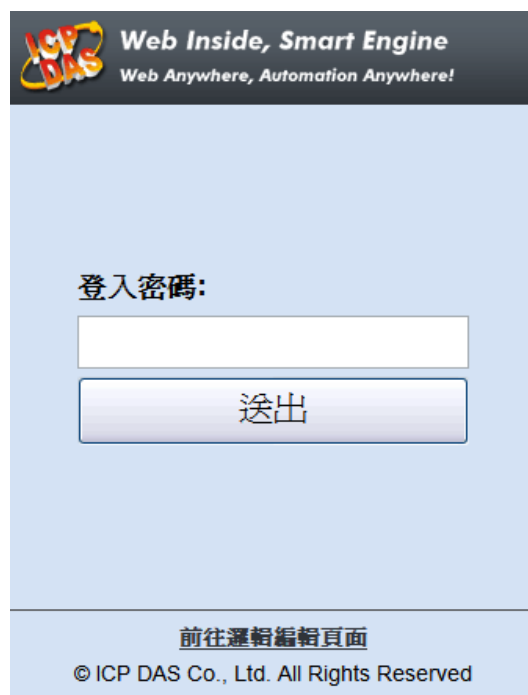 ICP
DAS
Web Inside, Smart Engine
Web Anywhere, Automation Anywhere!
登入密碼:
送出
前往邏輯編輯頁面
© ICP DAS Co., Ltd. All Rights Reserved